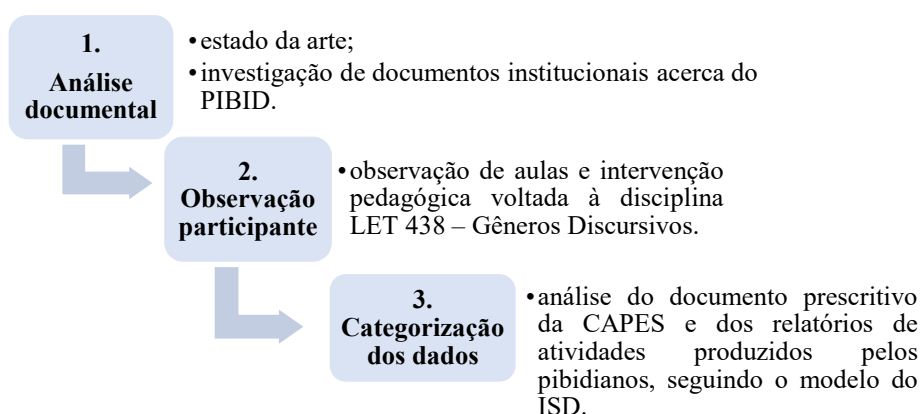 1.
Análise
documental
•estado da arte;
•investigação de documentos institucionais acerca do
PIBID.
2.
Observação
participante
•observação de aulas e intervenção
pedagógica voltada à disciplina
LET 438 – Gêneros Discursivos.
3.
Categorização
dos dados
•análise do documento prescritivo
da CAPES e dos relatórios de
atividades produzidos pelos
pibidianos, seguindo o modelo do
ISD.